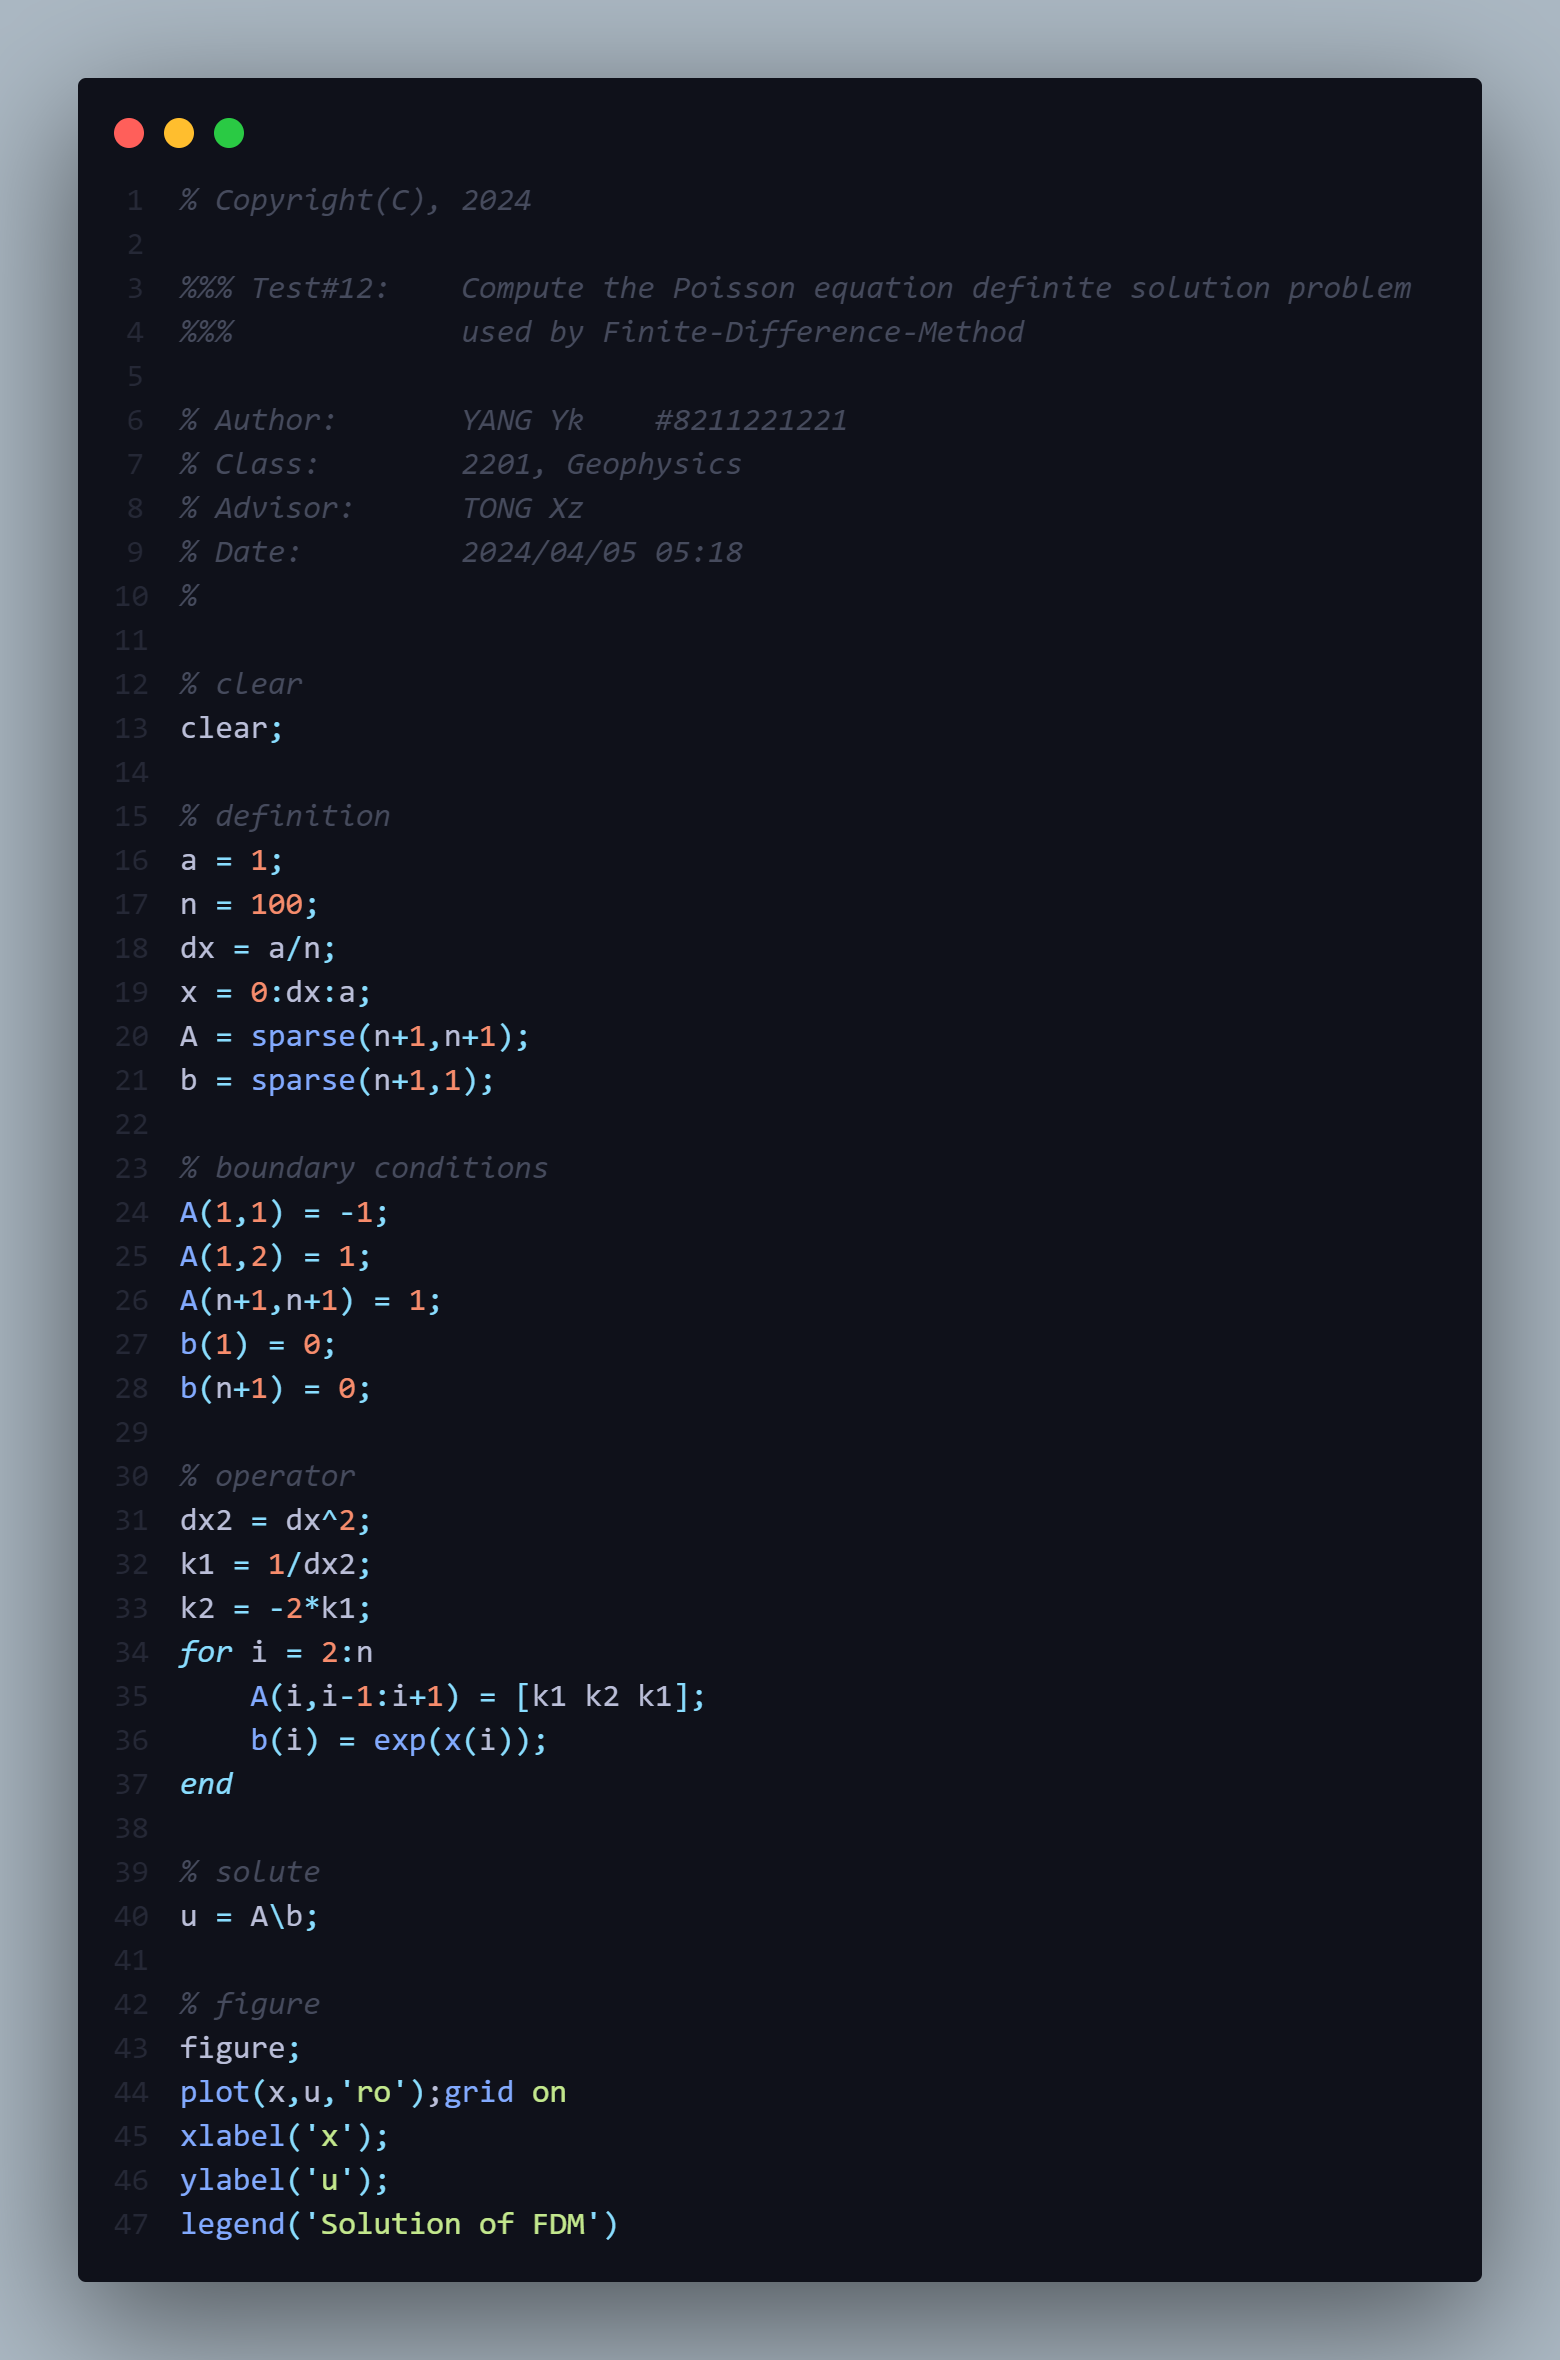 1 % Copyright(C), 2024
2
3 %%% Test#12:    Compute the Poisson equation definite solution problem
4 %%%             used by Finite-Difference-Method
5
6 % Author:       YANG Yk    #8211221221
7 % Class:        2201, Geophysics
8 % Advisor:      TONG Xz
9 % Date:         2024/04/05 05:18
10 %
11
12 % clear
13 clear;
14
15 % definition
16 a = 1;
17 n = 100;
18 dx = a/n;
19 x = 0:dx:a;
20 A = sparse(n+1,n+1);
21 b = sparse(n+1,1);
22
23 % boundary conditions
24 A(1,1) = -1;
25 A(1,2) = 1;
26 A(n+1,n+1) = 1;
27 b(1) = 0;
28 b(n+1) = 0;
29
30 % operator
31 dx2 = dx^2;
32 k1 = 1/dx2;
33 k2 = -2*k1;
34 for i = 2:n
35     A(i,i-1:i+1) = [k1 k2 k1];
36     b(i) = exp(x(i));
37 end
38
39 % solute
40 u = A\b;
41
42 % figure
43 figure;
44 plot(x,u,'ro');grid on
45 xlabel('x');
46 ylabel('u');
47 legend('Solution of FDM')